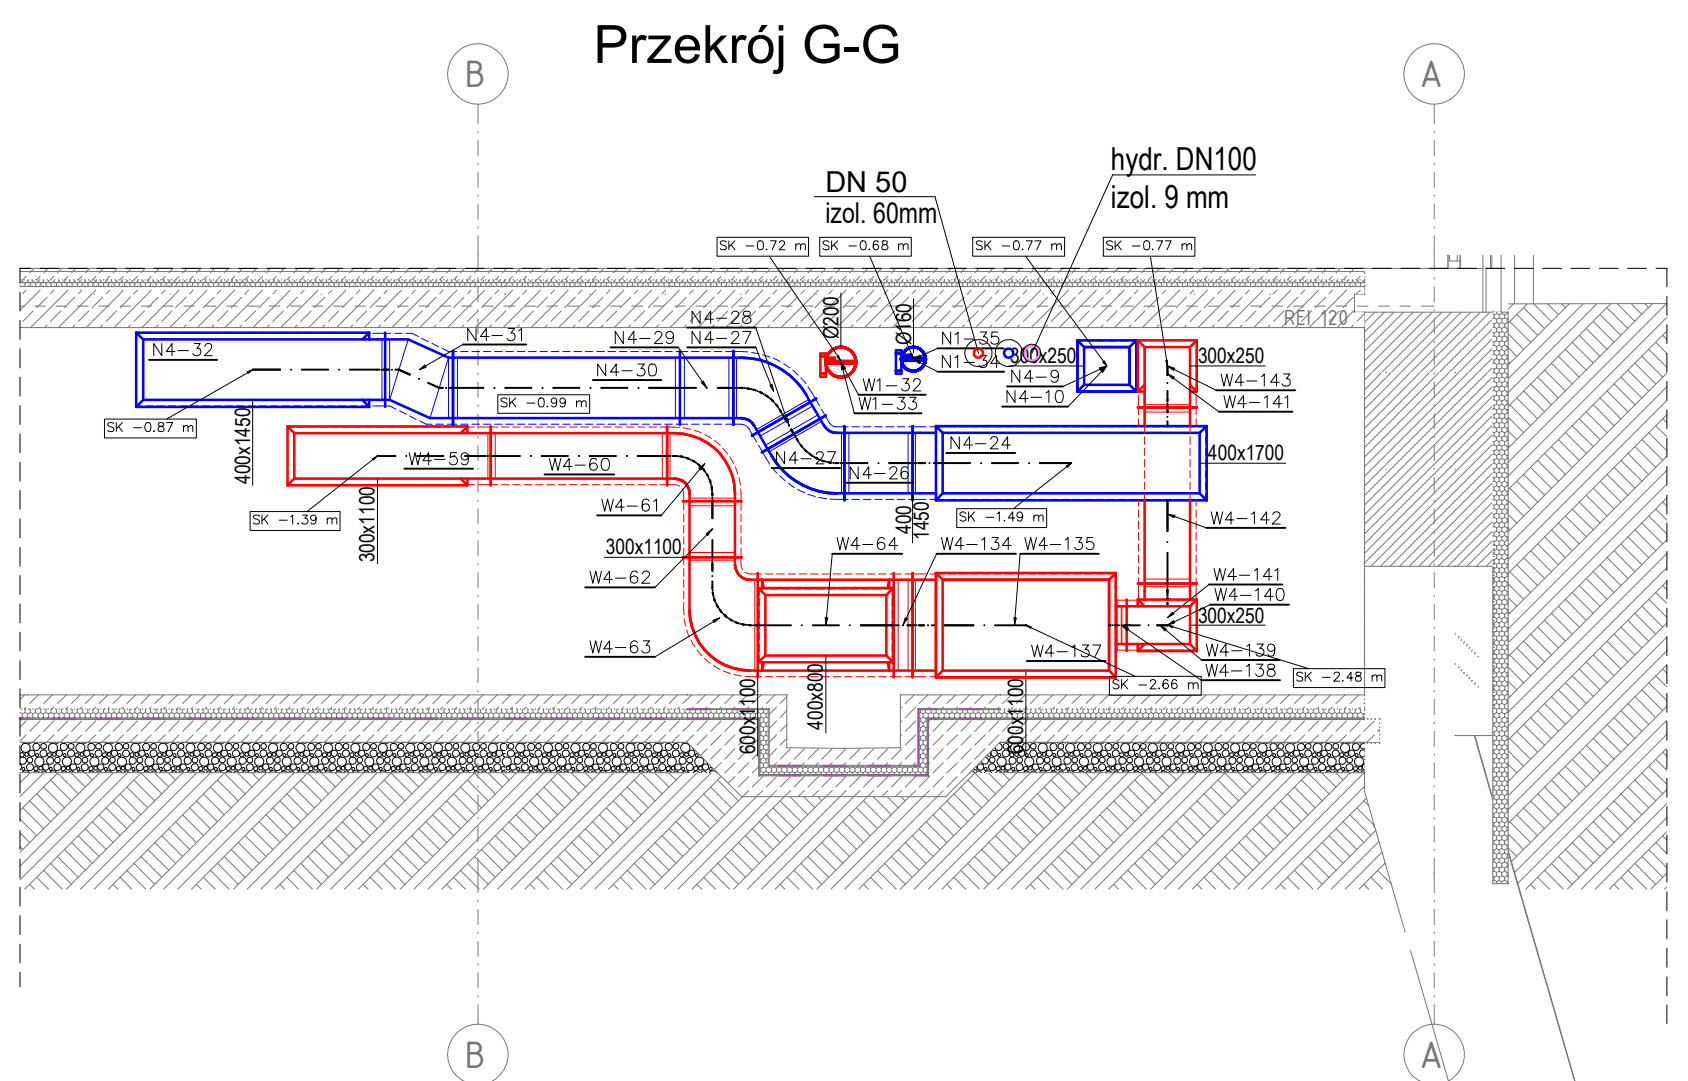 Przekrój G-G
B
A
hydr. DN100
izol. 9 mm
DN 50
izol. 60mm
SK -0.72 m
SK -0.68 m
SK -0.77 m
SK -0.77 m
REI 120
Ø200
Ø160
N4-32
N4-31
N4-29
N4-28
N4-27
N4-30
SK -0.99 m
SK -0.87 m
400x1450
N1-35
N1-34
300x250
N4-9
N4-10
300x250
W4-143
W4-141
W1-32
W1-33
W4-59
W4-60
N4-27
N4-26
N4-24
400x1700
SK -1.39 m
300x1100
W4-61
400
1450
SK -1.49 m
W4-142
300x1100
W4-62
W4-64
W4-134
W4-135
W4-141
W4-140
300x250
W4-63
W4-137
W4-139
W4-138
SK -2.66 m
SK -2.48 m
600x1100
400x800
600x1100
B
A